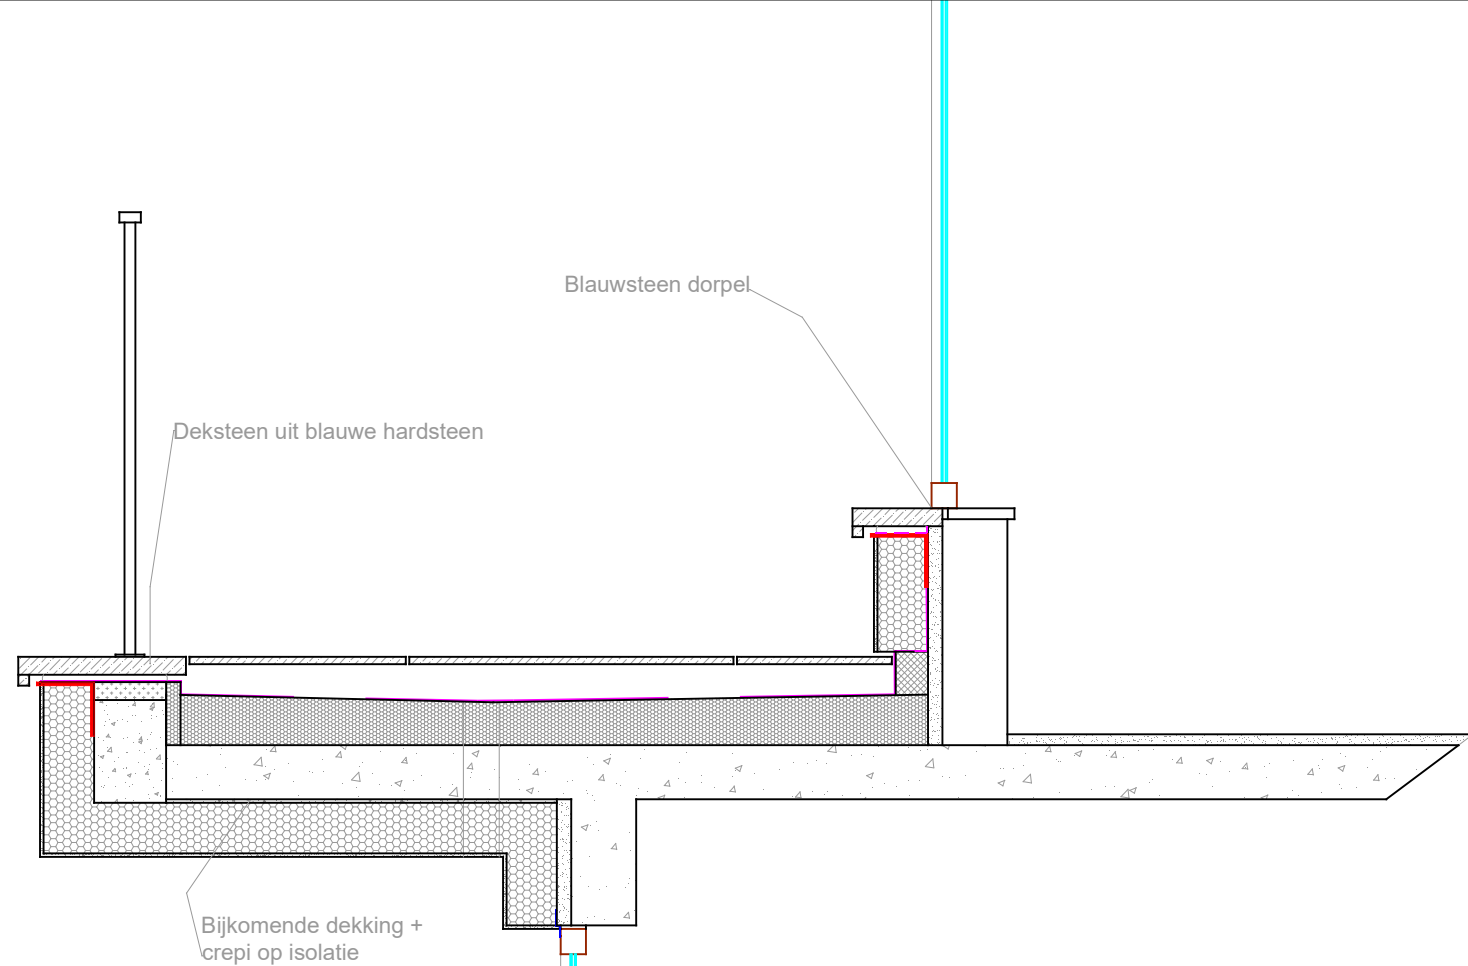 Blauwsteen dorpel
Deksteen uit blauwe hardsteen
Bijkomende dekking +
crepi op isolatie